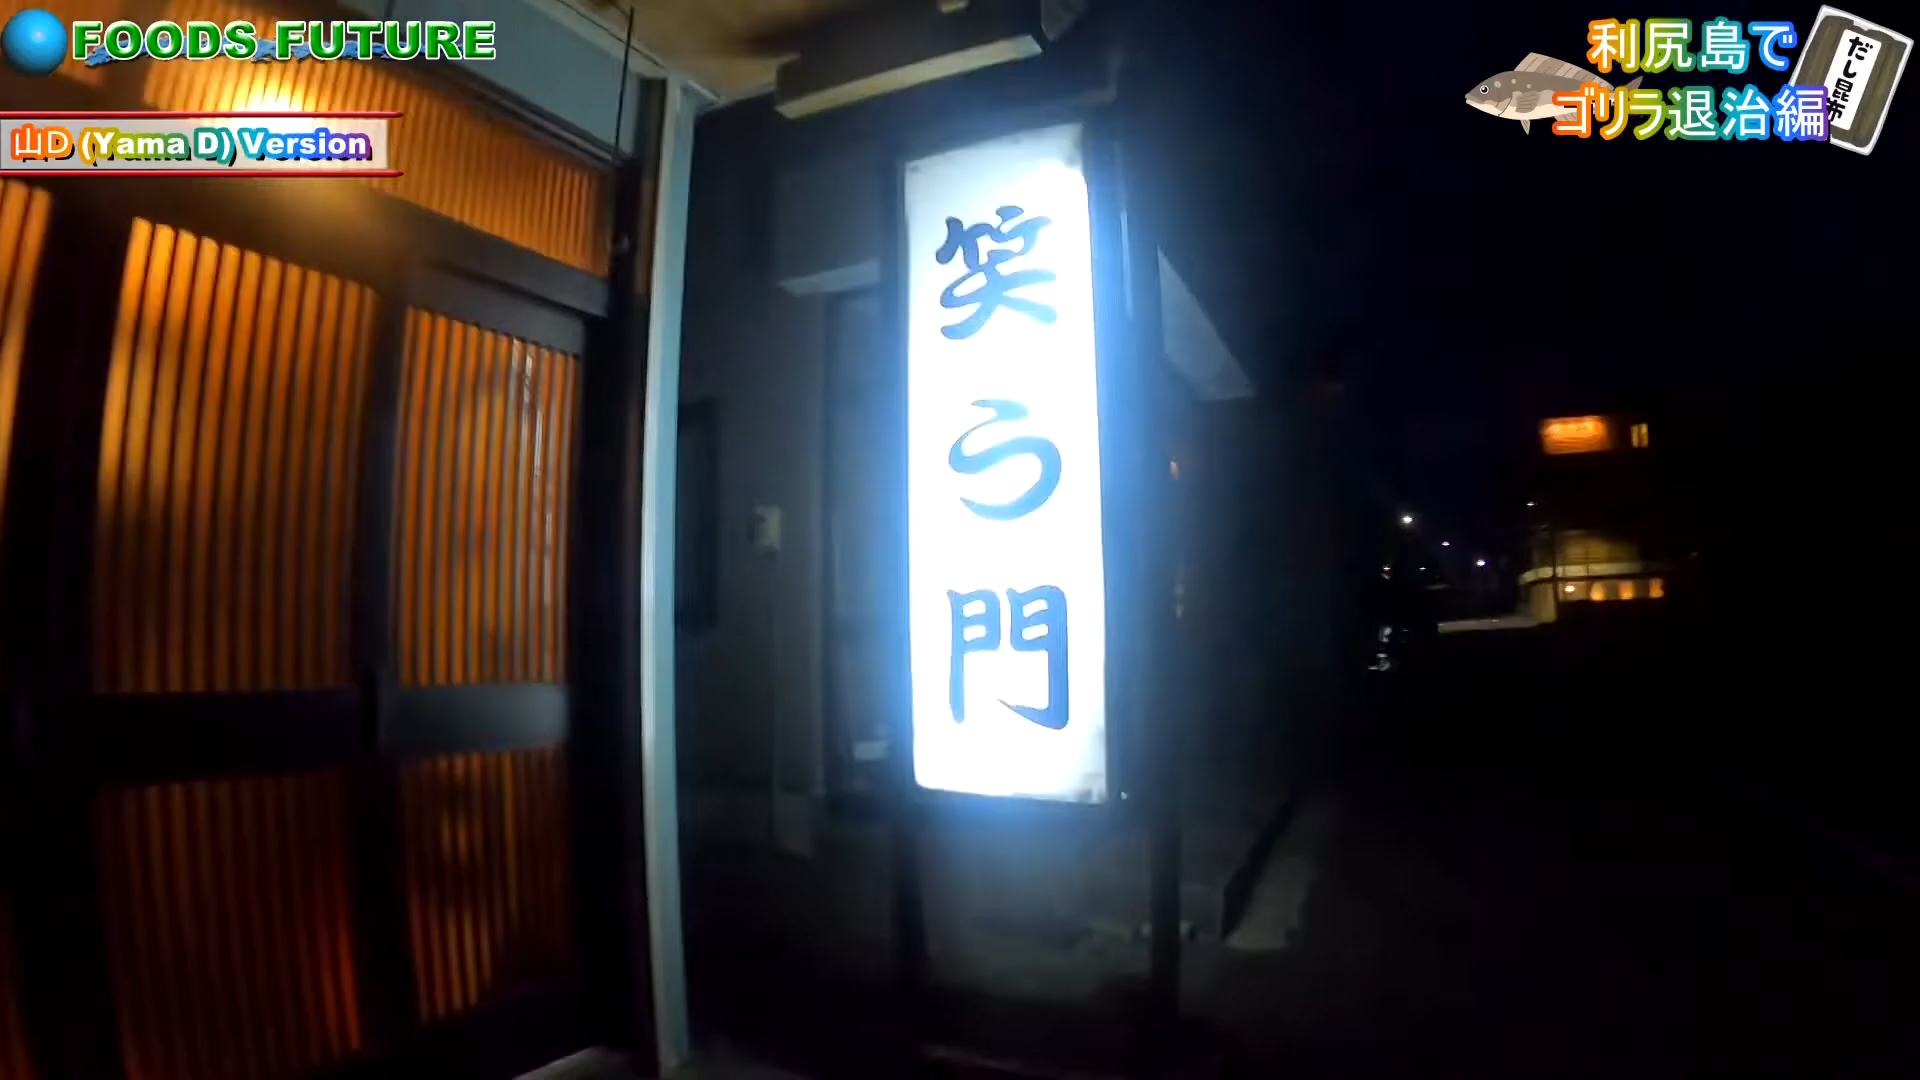 FOODS FUTURE
山D (Yama D) Version
利尻島で
ゴリラ退治編
だし昆布
笑う門